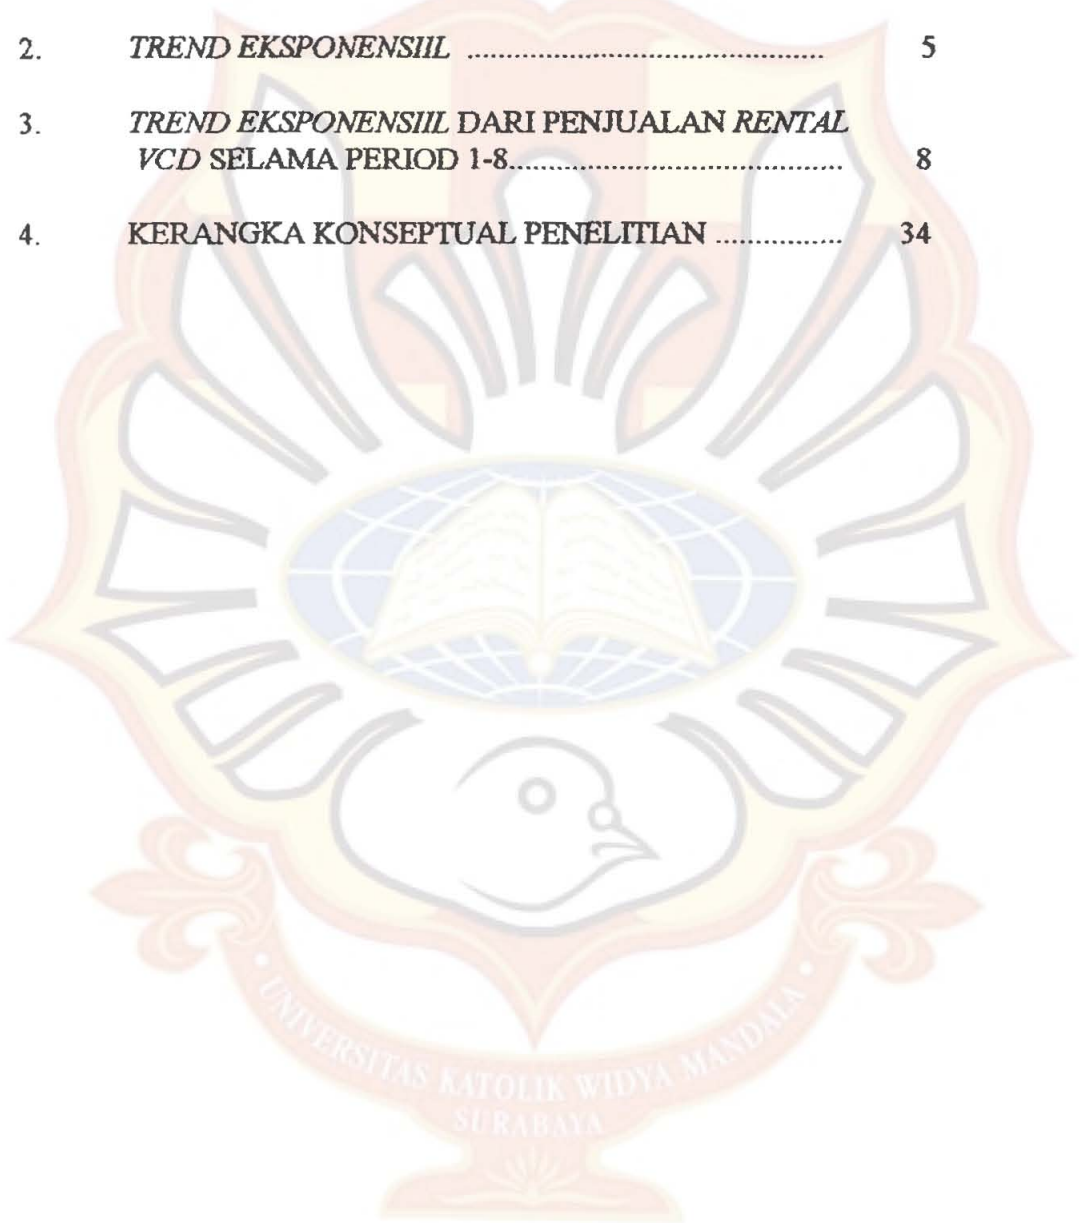 2. TREND EKSPONENSIIL ........................................ 5
3. TREND EKSPONENSIIL DARI PENJUALAN RENTAL
VCD SELAMA PERIOD 1-8..................................... 8
4. KERANGKA KONSEPTUAL PENELITIAN ............... 34
UNIVERSITAS KATOLIK WIDYA MANDALA
SURABAYA